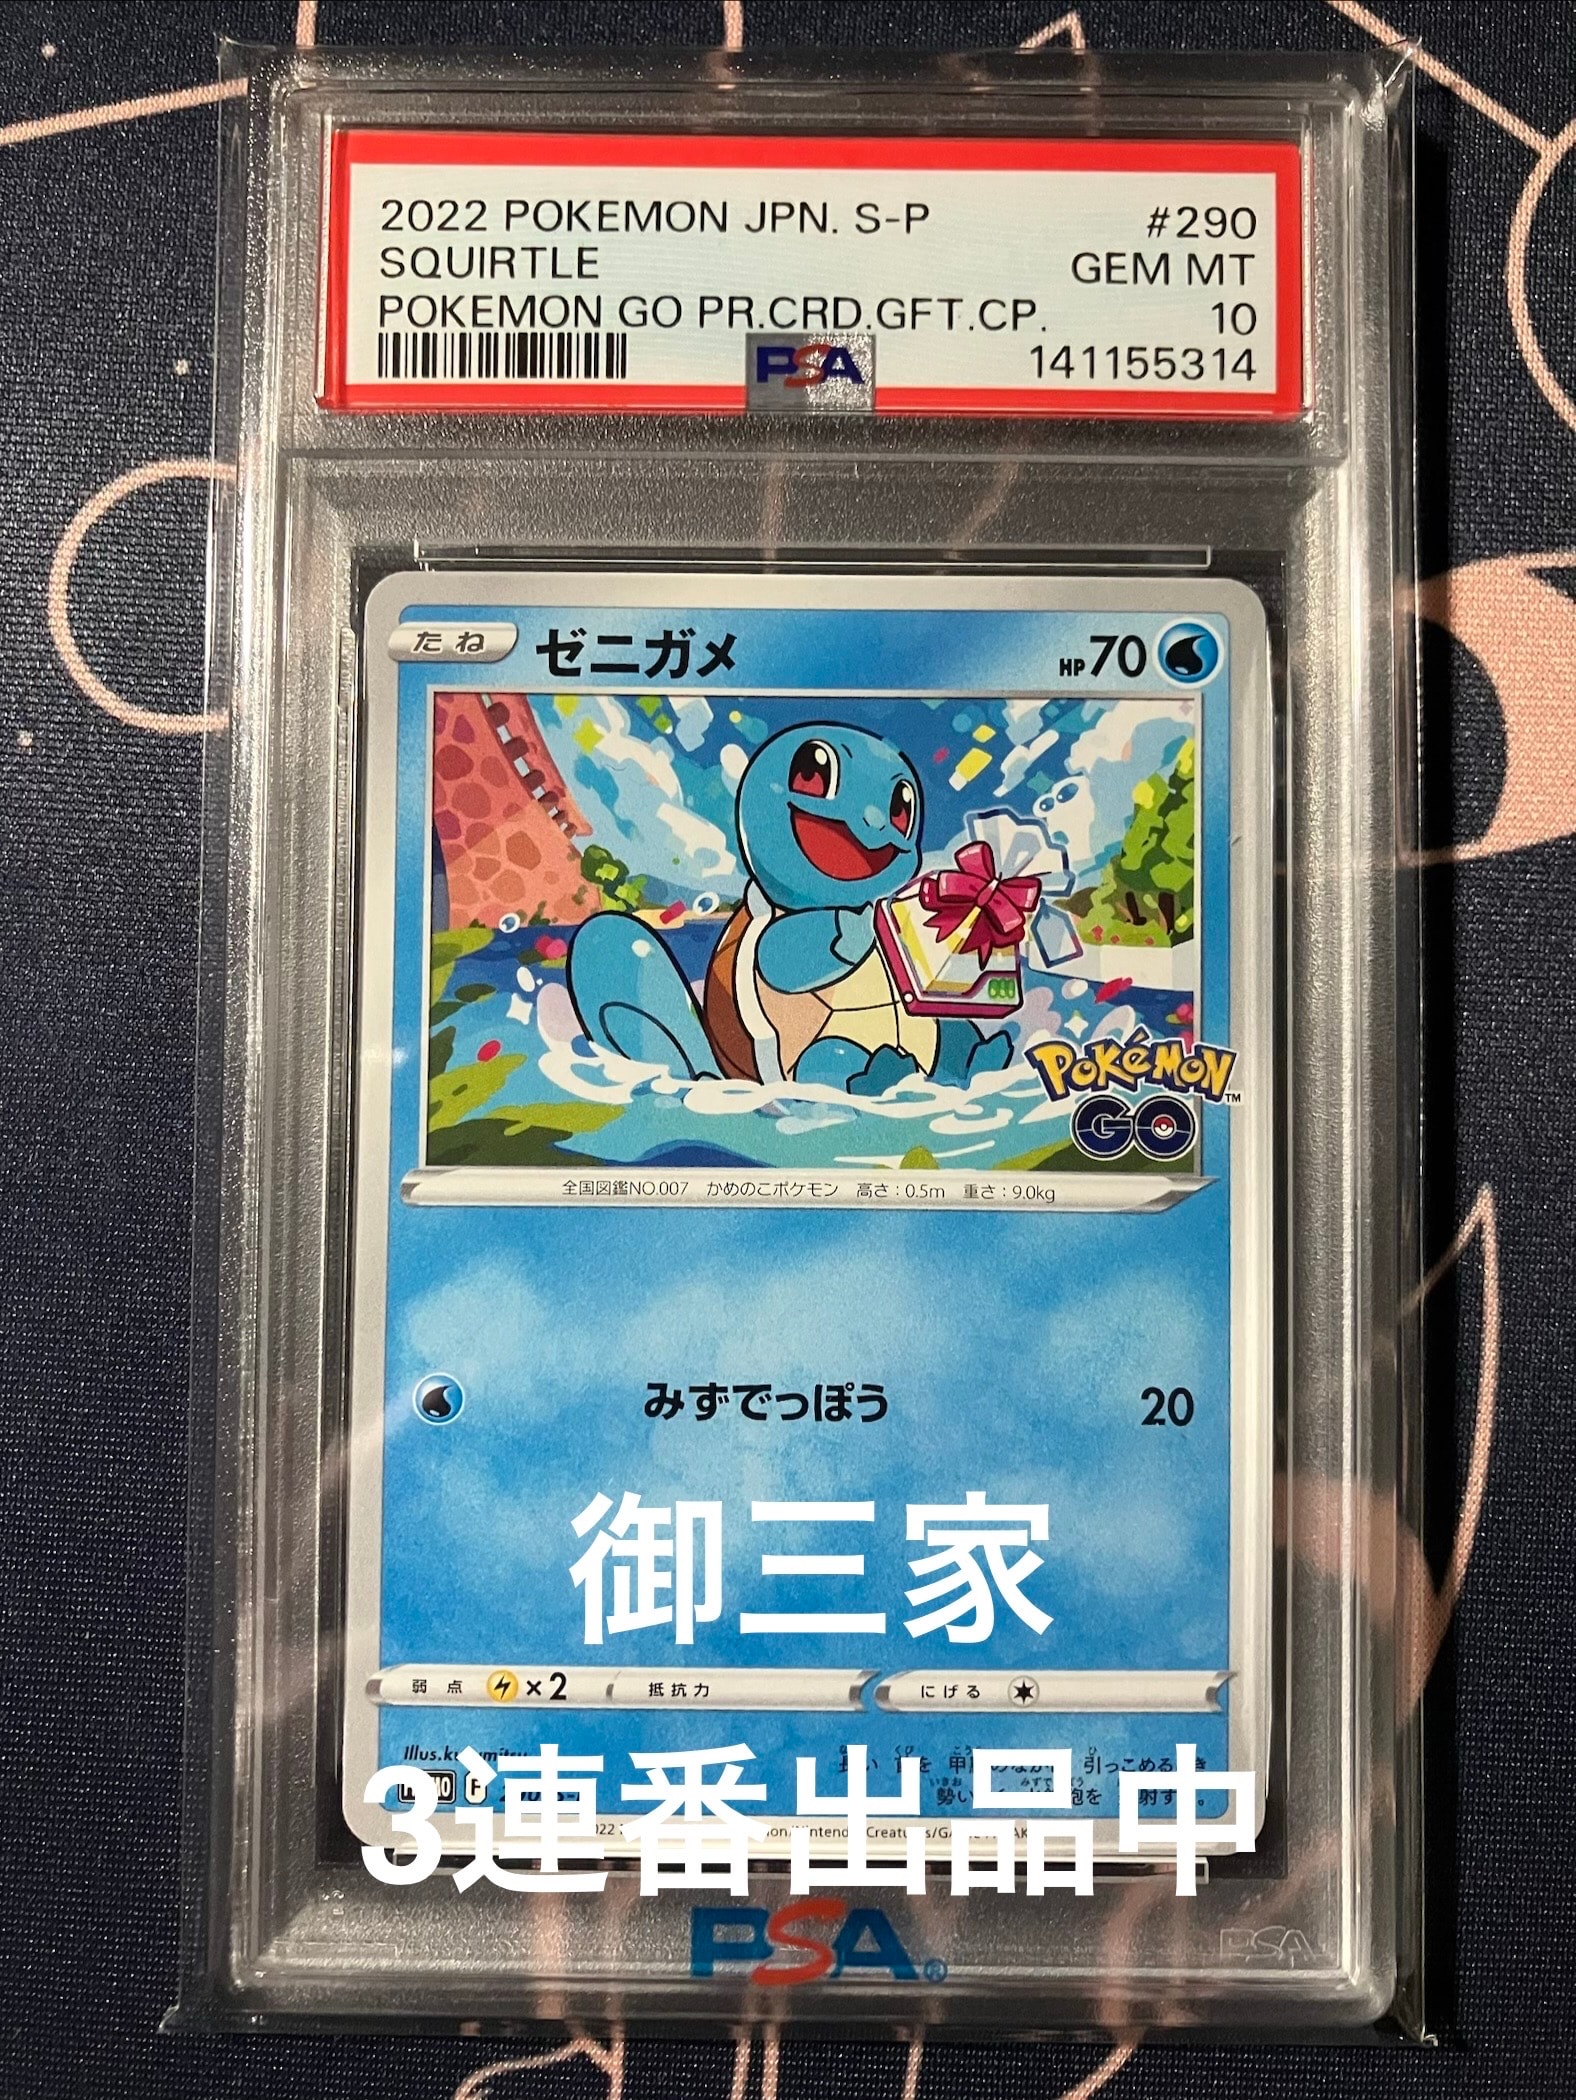 2022 POKEMON JPN. S-P #290
SQUIRTLE GEM MT
POKEMON GO PR.CRD.GFT.CP. 10
PSA 141155314
たね ゼニガメ HP70
POKéMON™
GO
全国図鑑NO.007 かめのこポケモン 高さ：0.5m 重さ：9.0kg
みずでっぽう 20
御三家
弱点 ×2 抵抗力 にげる
3連番出品中
PSA®
PSA